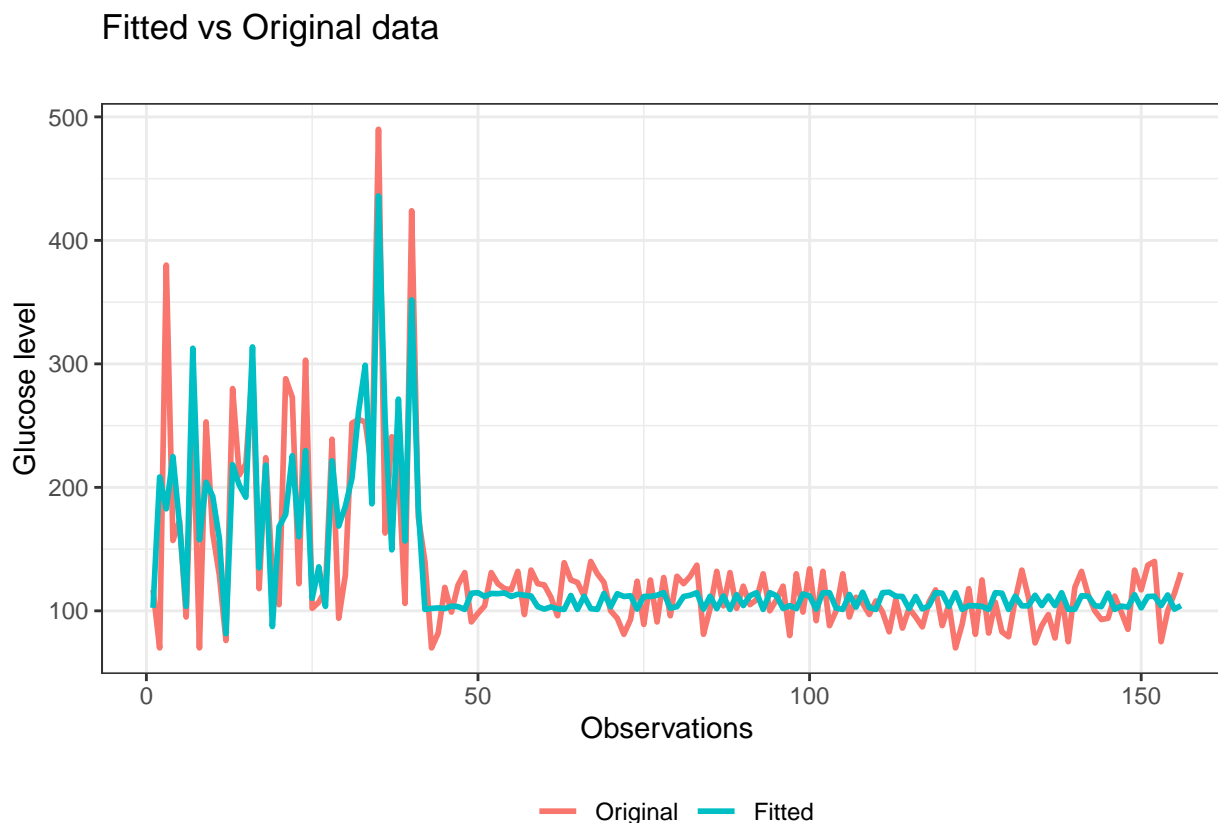 Fitted vs Original data
500
400
300
200
100
Glucose level
0 50 100 150
Observations
Original Fitted